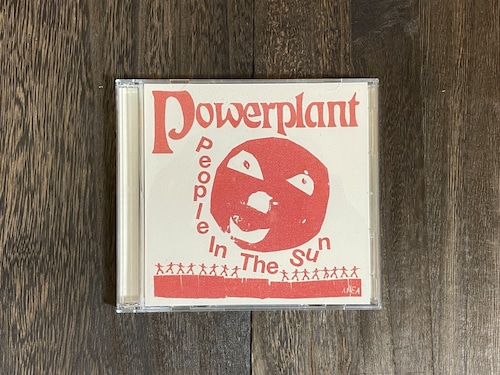 Powerplant
People In The Sun